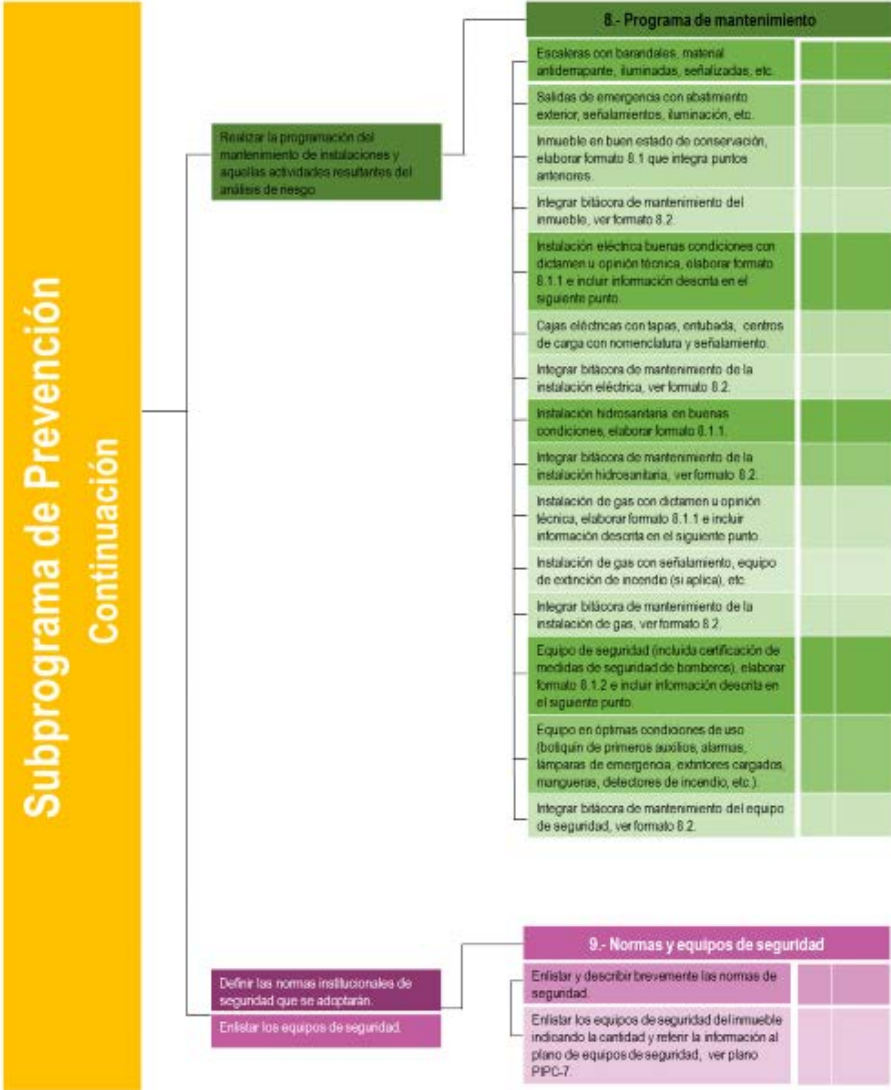 Subprograma de Prevención
Continuación
Realizar la programación del
mantenimiento de instalaciones y
aquellas actividades resultantes del
análisis de riesgo
8.- Programa de mantenimiento
Escaleras con barandales, material
antiderrapante, iluminadas, señalizadas, etc.
Salidas de emergencia con abatimiento
exterior, señalamientos, iluminación, etc.
Inmueble en buen estado de conservación,
elaborar formato 8.1 que integra puntos
anteriores.
Integrar bitácora de mantenimiento del
inmueble, ver formato 8.2.
Instalación eléctrica buenas condiciones con
dictamen u opinión técnica, elaborar formato
8.1.1 e incluir información descrita en el
siguiente punto.
Cajas eléctricas con tapas, entubada, centros
de carga con nomenclatura y señalamiento.
Integrar bitácora de mantenimiento de la
instalación eléctrica, ver formato 8.2.
Instalación hidrosanitaria en buenas
condiciones, elaborar formato 8.1.1.
Integrar bitácora de mantenimiento de la
instalación hidrosanitaria, ver formato 8.2.
Instalación de gas con dictamen u opinión
técnica, elaborar formato 8.1.1 e incluir
información descrita en el siguiente punto.
Instalación de gas con señalamiento, equipo
de extinción de incendio (si aplica), etc.
Integrar bitácora de mantenimiento de la
instalación de gas, ver formato 8.2.
Equipo de seguridad (incluida certificación de
medidas de seguridad de bomberos), elaborar
formato 8.1.2 e incluir información descrita en
el siguiente punto.
Equipo en óptimas condiciones de uso
(botiquín de primeros auxilios, alarmas,
lámparas de emergencia, extintores cargados,
mangueras, detectores de incendio, etc.).
Integrar bitácora de mantenimiento del equipo
de seguridad, ver formato 8.2.
Definir las normas institucionales de
seguridad que se adoptarán.
Enlistar los equipos de seguridad.
9.- Normas y equipos de seguridad
Enlistar y describir brevemente las normas de
seguridad.
Enlistar los equipos de seguridad del inmueble
indicando la cantidad y referir la información al
plano de equipos de seguridad, ver plano
PIPC-7.